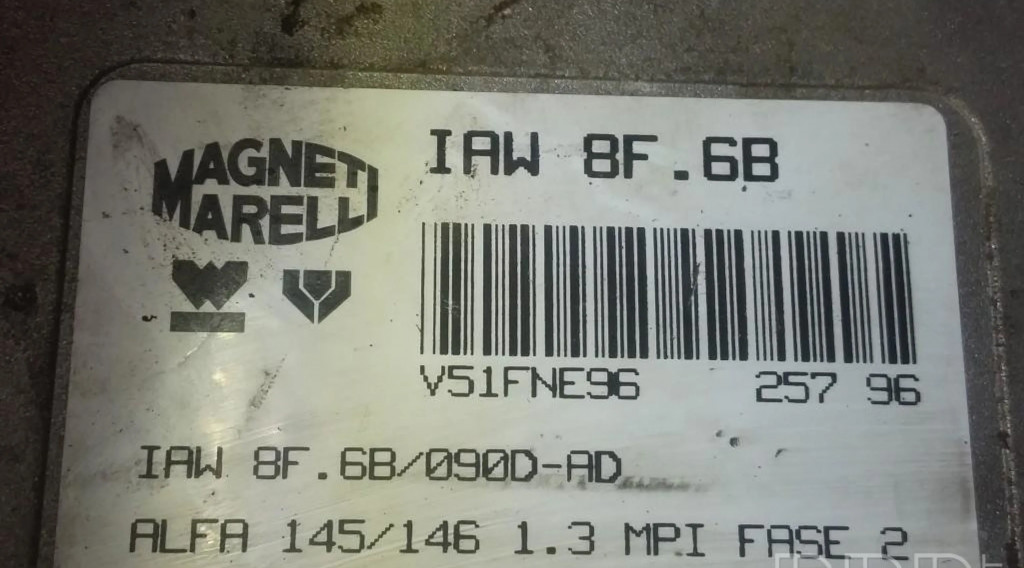 MAGNETI
MARELLI
IAW 8F.6B
V51FNE96 257 96
IAW 8F.6B/090D-AD
ALFA 145/146 1.3 MPI FASE 2